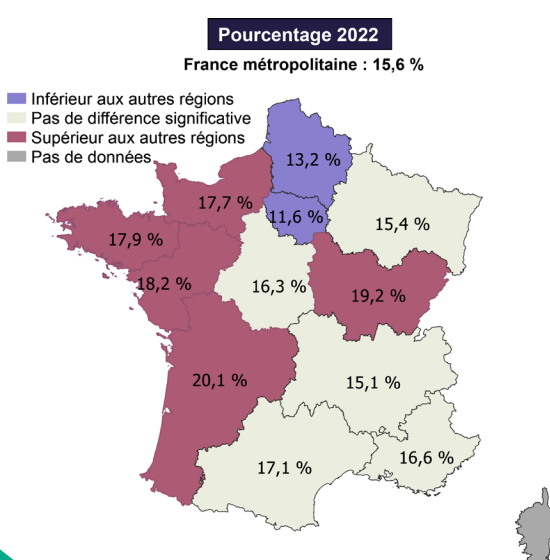 Pourcentage 2022
France métropolitaine : 15,6 %
Inférieur aux autres régions
Pas de différence significative
Supérieur aux autres régions
Pas de données
13,2 %
17,7 %
11,6 %
15,4 %
17,9 %
18,2 %
16,3 %
19,2 %
20,1 %
15,1 %
16,6 %
17,1 %